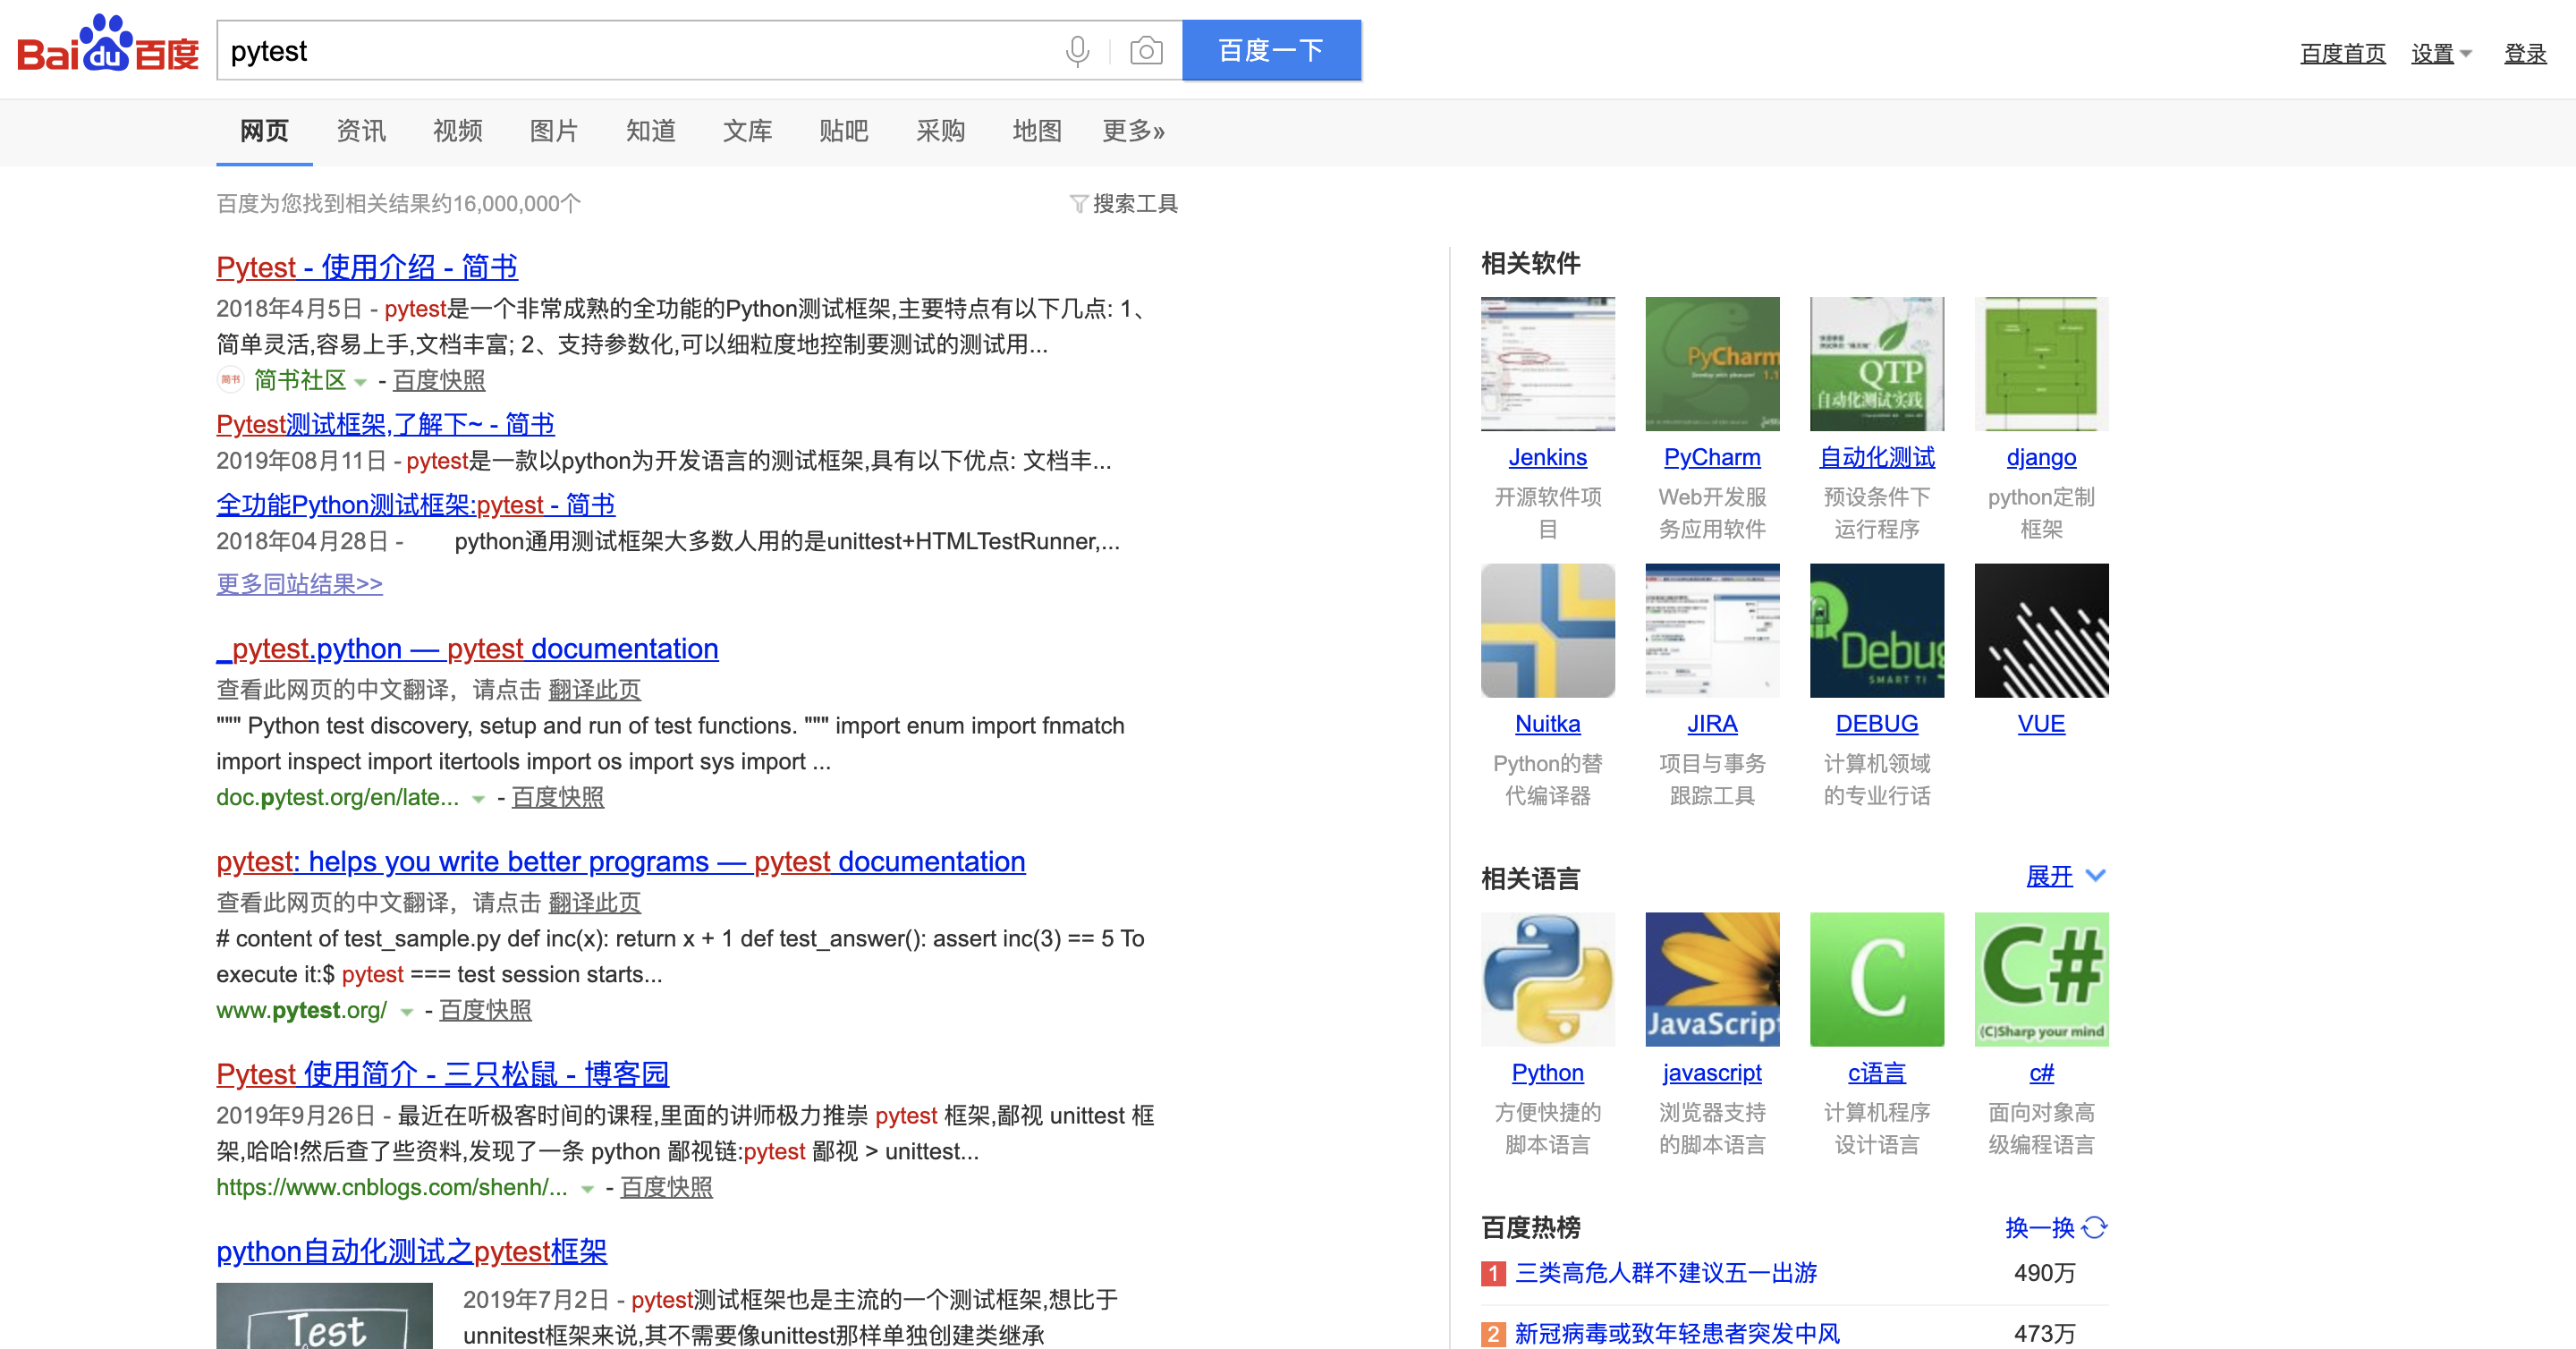 Bai du 百度
pytest
百度一下
百度首页 设置 登录
网页 资讯 视频 图片 知道 文库 贴吧 采购 地图 更多»
百度为您找到相关结果约16,000,000个
搜索工具
Pytest - 使用介绍 - 简书
2018年4月5日 - pytest是一个非常成熟的全功能的Python测试框架,主要特点有以下几点: 1、
简单灵活,容易上手,文档丰富; 2、支持参数化,可以细粒度地控制要测试的测试用...
简书 简书社区 - 百度快照
Pytest测试框架,了解下~ - 简书
2019年08月11日 - pytest是一款以python为开发语言的测试框架,具有以下优点: 文档丰...
全功能Python测试框架:pytest - 简书
2018年04月28日 - python通用测试框架大多数人用的是unittest+HTMLTestRunner,...
更多同站结果>>
_pytest.python — pytest documentation
查看此网页的中文翻译，请点击 翻译此页
""" Python test discovery, setup and run of test functions. """ import enum import fnmatch
import inspect import itertools import os import sys import ...
doc.pytest.org/en/late... - 百度快照
pytest: helps you write better programs — pytest documentation
查看此网页的中文翻译，请点击 翻译此页
# content of test_sample.py def inc(x): return x + 1 def test_answer(): assert inc(3) == 5 To
execute it:$ pytest === test session starts...
www.pytest.org/ - 百度快照
Pytest 使用简介 - 三只松鼠 - 博客园
2019年9月26日 - 最近在听极客时间的课程,里面的讲师极力推崇 pytest 框架,鄙视 unittest 框
架,哈哈!然后查了些资料,发现了一条 python 鄙视链:pytest 鄙视 > unittest...
https://www.cnblogs.com/shenh/... - 百度快照
python自动化测试之pytest框架
Test
2019年7月2日 - pytest测试框架也是主流的一个测试框架,想比于
unnitest框架来说,其不需要像unittest那样单独创建类继承
相关软件
PyCharm
QTP
自动化测试实践
Jenkins PyCharm 自动化测试 django
开源软件项 Web开发服 预设条件下 python定制
目 务应用软件 运行程序 框架
Debug
SMART TI
Nuitka JIRA DEBUG VUE
Python的替 项目与事务 计算机领域
代编译器 跟踪工具 的专业行话
相关语言
展开
JavaScript
C
C#
(C)Sharp your mind
Python javascript c语言 c#
方便快捷的 浏览器支持 计算机程序 面向对象高
脚本语言 的脚本语言 设计语言 级编程语言
百度热榜
换一换
1 三类高危人群不建议五一出游 490万
2 新冠病毒或致年轻患者突发中风 473万